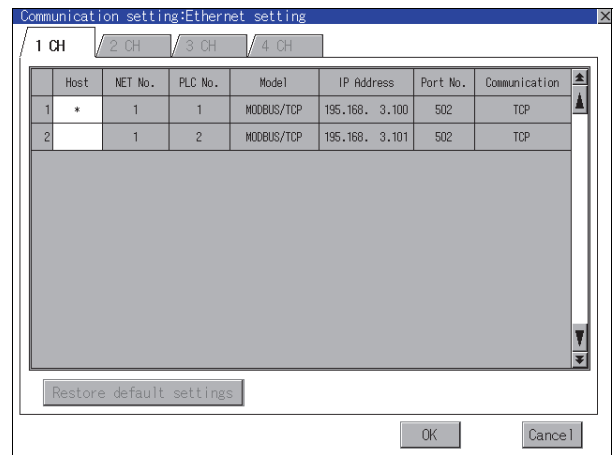 Communication setting:Ethernet setting
1 CH 2 CH 3 CH 4 CH
Host NET No. PLC No. Model IP Address Port No. Communication
1 * 1 1 MODBUS/TCP 195.168. 3.100 502 TCP
2 1 2 MODBUS/TCP 195.168. 3.101 502 TCP
Restore default settings
OK Cancel